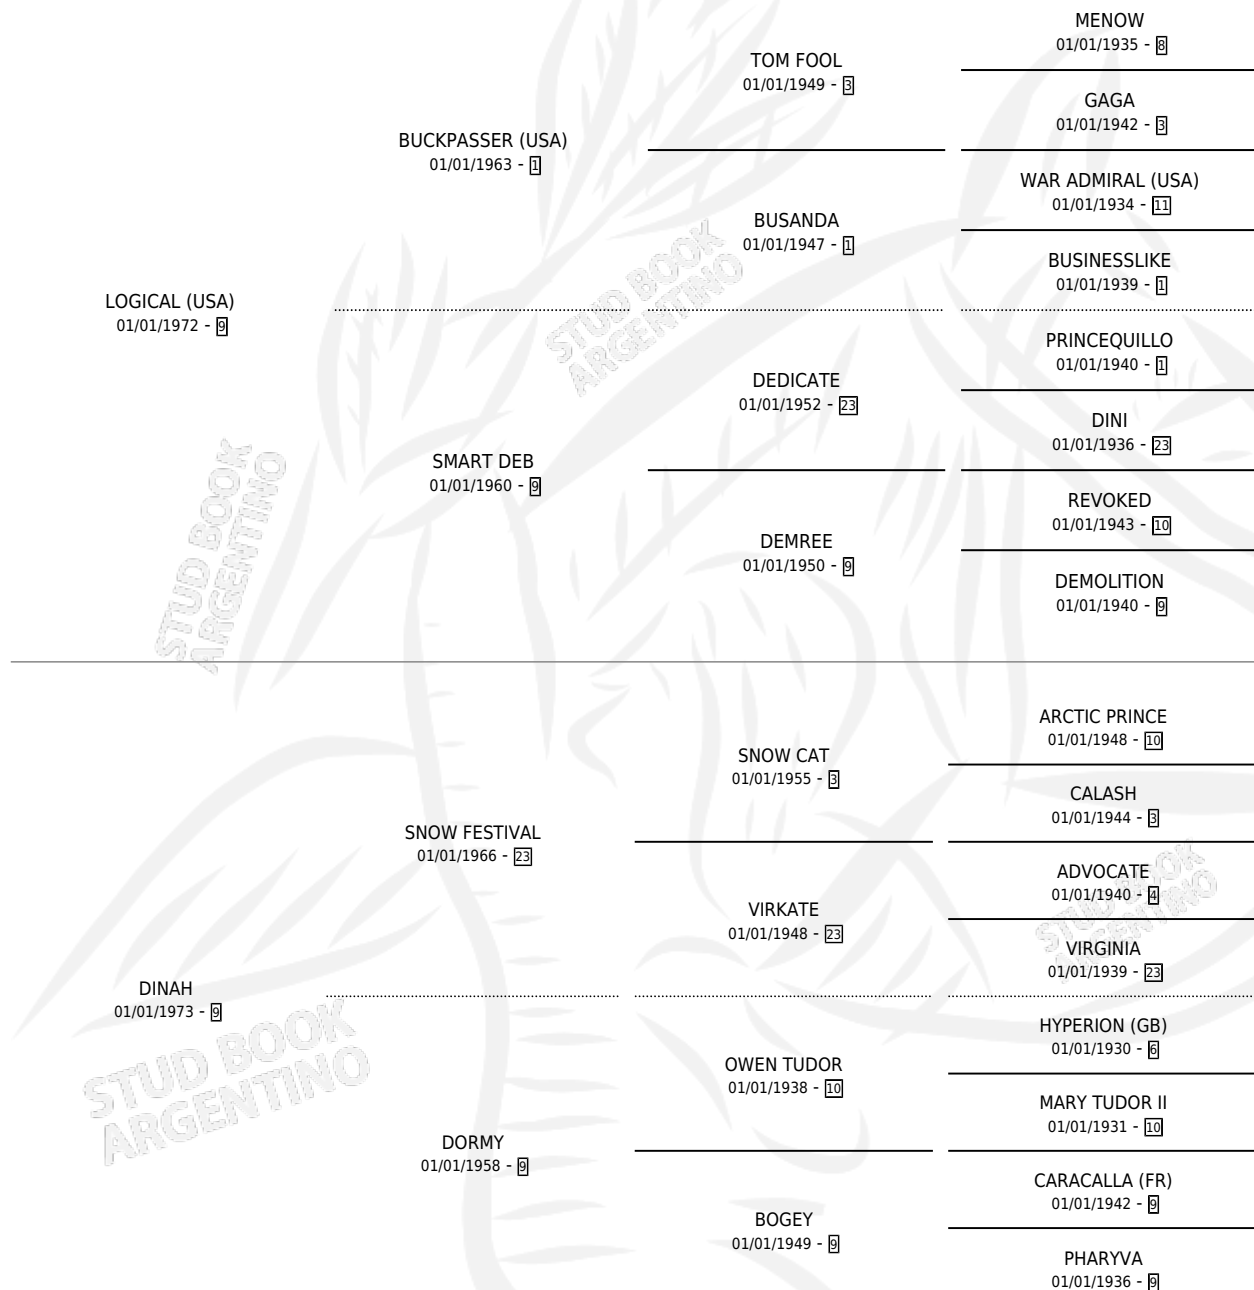 MENOW
01/01/1935 - 8
TOM FOOL
01/01/1949 - 3
GAGA
01/01/1942 - 3
BUCKPASSER (USA)
01/01/1963 - 1
WAR ADMIRAL (USA)
01/01/1934 - 11
BUSANDA
01/01/1947 - 1
BUSINESSLIKE
01/01/1939 - 1
LOGICAL (USA)
01/01/1972 - 9
PRINCEQUILLO
01/01/1940 - 1
DEDICATE
01/01/1952 - 23
DINI
01/01/1936 - 23
SMART DEB
01/01/1960 - 9
REVOKED
01/01/1943 - 10
DEMREE
01/01/1950 - 9
DEMOLITION
01/01/1940 - 9
ARCTIC PRINCE
01/01/1948 - 10
SNOW CAT
01/01/1955 - 3
CALASH
01/01/1944 - 3
SNOW FESTIVAL
01/01/1966 - 23
ADVOCATE
01/01/1940 - 4
VIRKATE
01/01/1948 - 23
VIRGINIA
01/01/1939 - 23
DINAH
01/01/1973 - 9
HYPERION (GB)
01/01/1930 - 6
OWEN TUDOR
01/01/1938 - 10
MARY TUDOR II
01/01/1931 - 10
DORMY
01/01/1958 - 9
CARACALLA (FR)
01/01/1942 - 9
BOGEY
01/01/1949 - 9
PHARYVA
01/01/1936 - 9
STUD BOOK
ARGENTINO
STUD BOOK
ARGENTINO
STUD BOOK
ARGENTINO
STUD BOOK
ARGENTINO